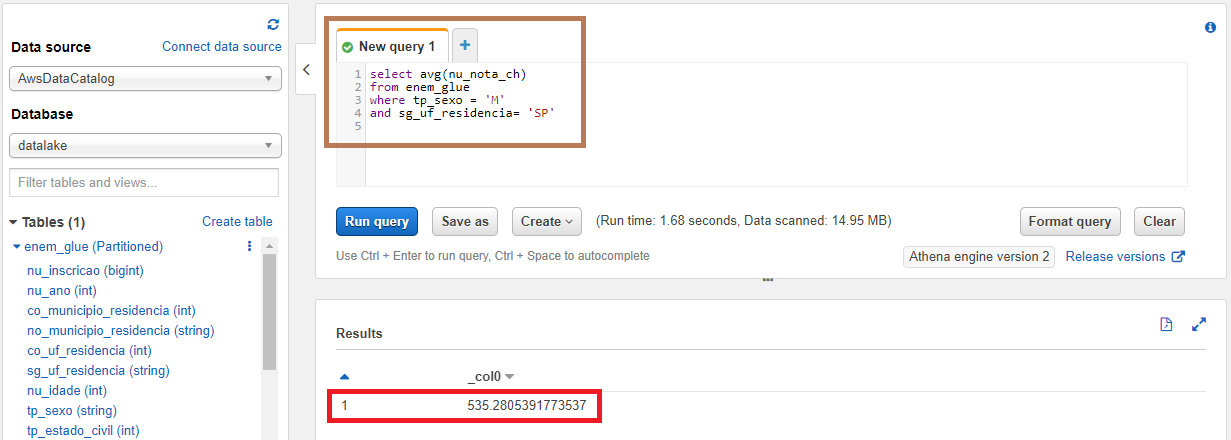 Data source
Connect data source
AwsDataCatalog
Database
datalake
Filter tables and views...
Tables (1)
Create table
enem_glue (Partitioned)
nu_inscricao (bigint)
nu_ano (int)
co_municipio_residencia (int)
no_municipio_residencia (string)
co_uf_residencia (int)
sg_uf_residencia (string)
nu_idade (int)
tp_sexo (string)
tp_estado_civil (int)
New query 1
1 select avg(nu_nota_ch)
2 from enem_glue
3 where tp_sexo = 'M'
4 and sg_uf_residencia= 'SP'
5
Run query
Save as
Create
(Run time: 1.68 seconds, Data scanned: 14.95 MB)
Format query
Clear
Use Ctrl + Enter to run query, Ctrl + Space to autocomplete
Athena engine version 2
Release versions
Results
_col0
1 535.2805391773537